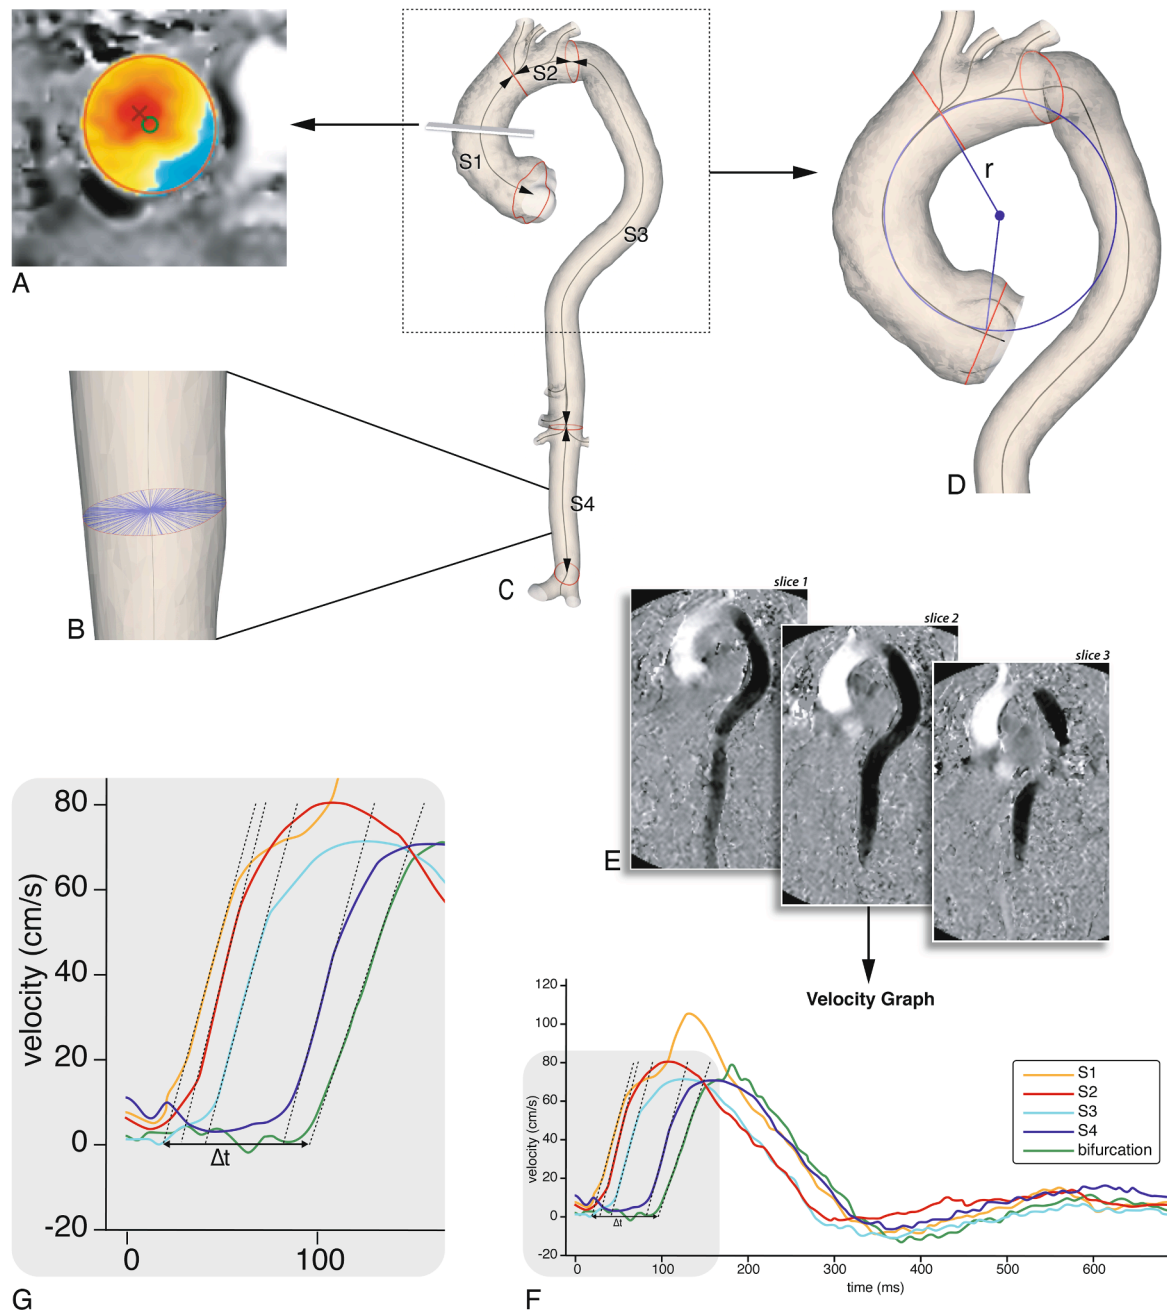 A
S1
S2
S3
S4
C
r
D
B
slice 1
slice 2
slice 3
E
Velocity Graph
velocity (cm/s)
80
60
40
20
0
-20
0
100
Δt
G
velocity (cm/s)
120
100
80
60
40
20
0
-20
0
100
200
300
400
500
600
time (ms)
Δt
S1
S2
S3
S4
bifurcation
F